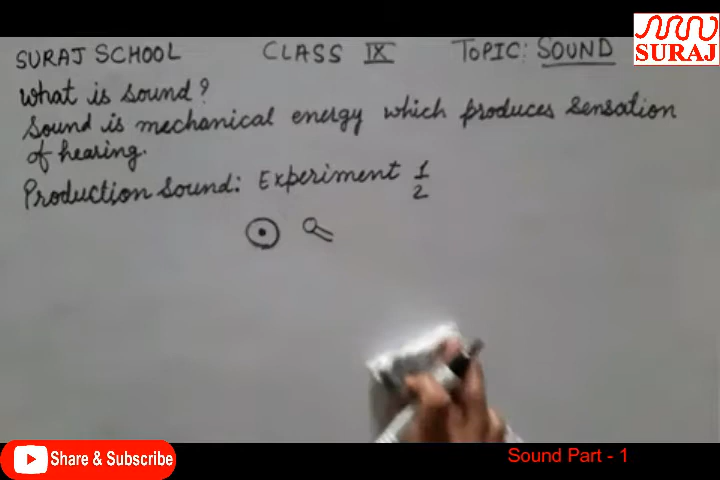 SURAJ
SURAJ SCHOOL CLASS IX TOPIC: SOUND
What is sound?
Sound is mechanical energy which produces sensation
of hearing.
Production Sound: Experiment 1
2
Share & Subscribe
Sound Part - 1